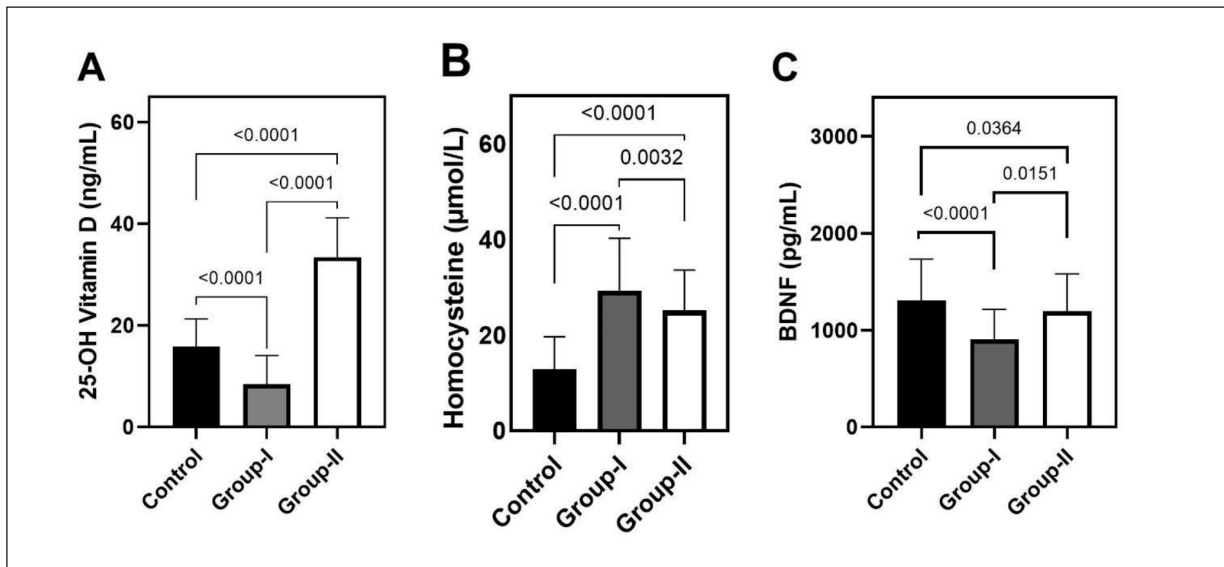 A
25-OH Vitamin D (ng/mL)
60
40
20
0
<0.0001
<0.0001
<0.0001
Control
Group-I
Group-II
B
Homocysteine (µmol/L)
60
40
20
0
<0.0001
0.0032
<0.0001
Control
Group-I
Group-II
C
BDNF (pg/mL)
3000
2000
1000
0
0.0364
0.0151
<0.0001
Control
Group-I
Group-II